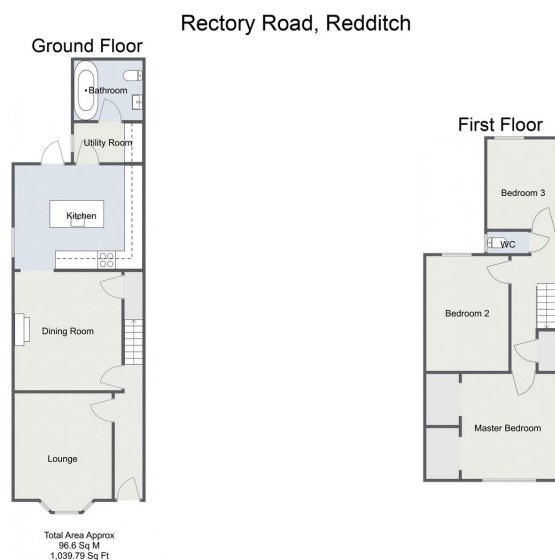 Rectory Road, Redditch
Ground Floor
Bathroom
Utility Room
Kitchen
Dining Room
Lounge
Total Area Approx
96.6 Sq M
1,039.79 Sq Ft
First Floor
Bedroom 3
WC
Bedroom 2
Master Bedroom